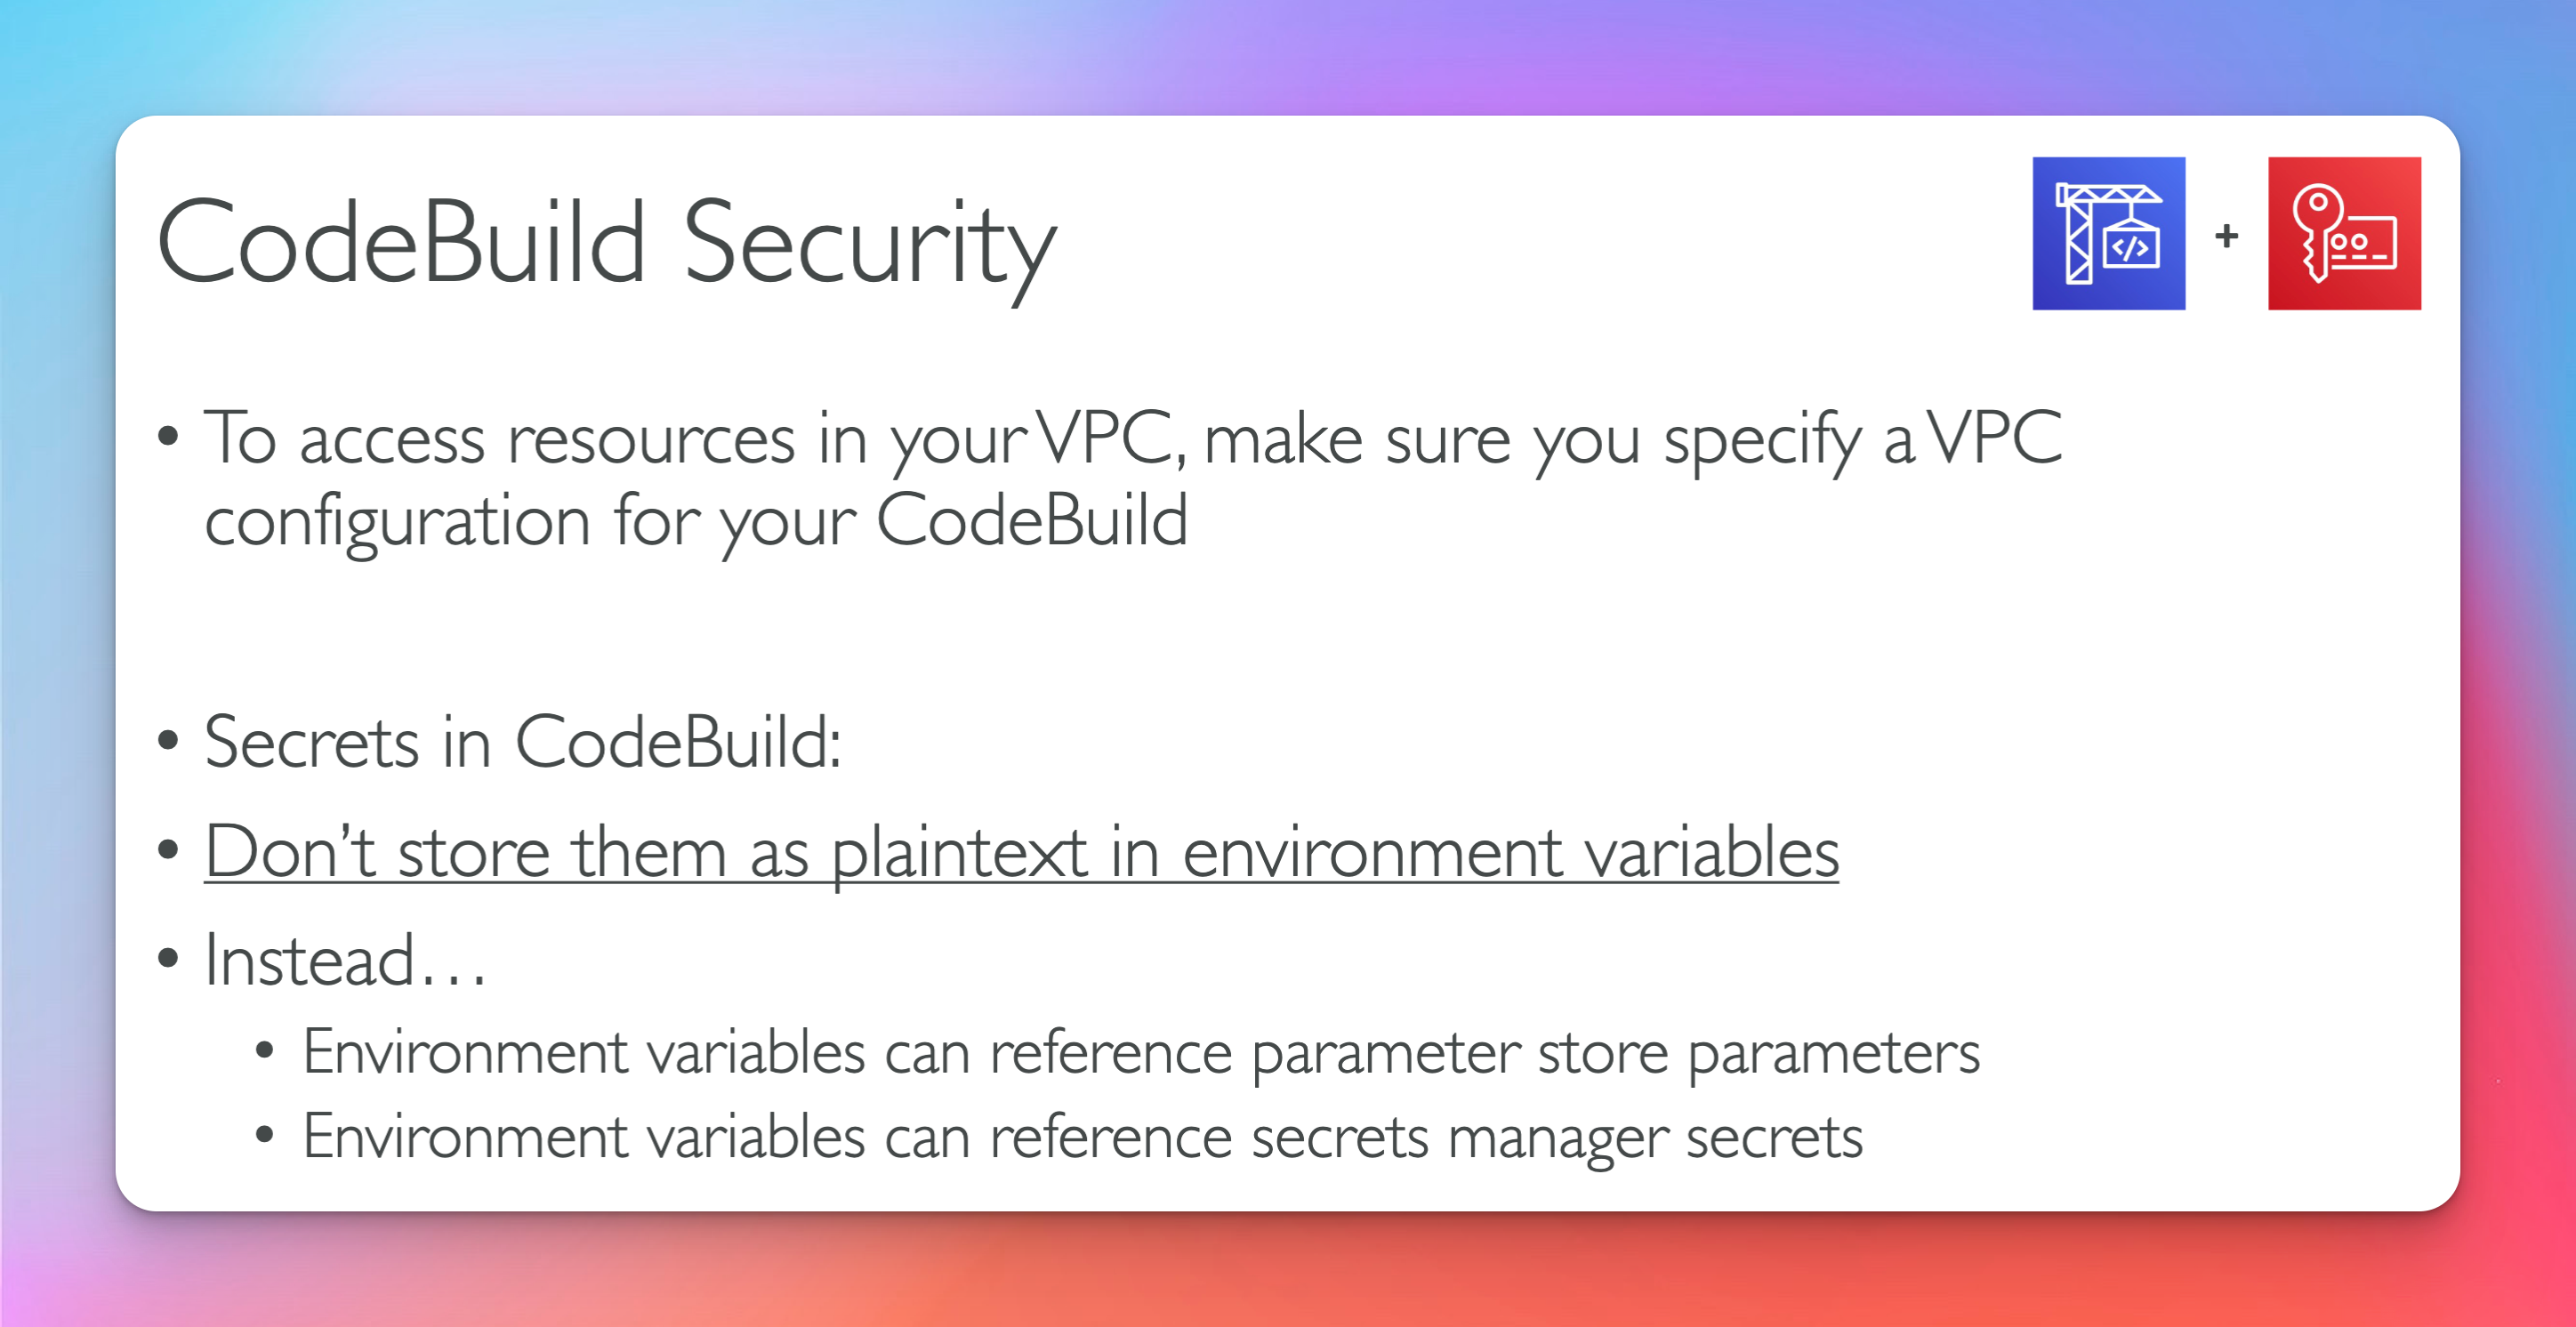 CodeBuild Security
+
• To access resources in your VPC, make sure you specify a VPC
configuration for your CodeBuild
• Secrets in CodeBuild:
• Don’t store them as plaintext in environment variables
• Instead…
• Environment variables can reference parameter store parameters
• Environment variables can reference secrets manager secrets